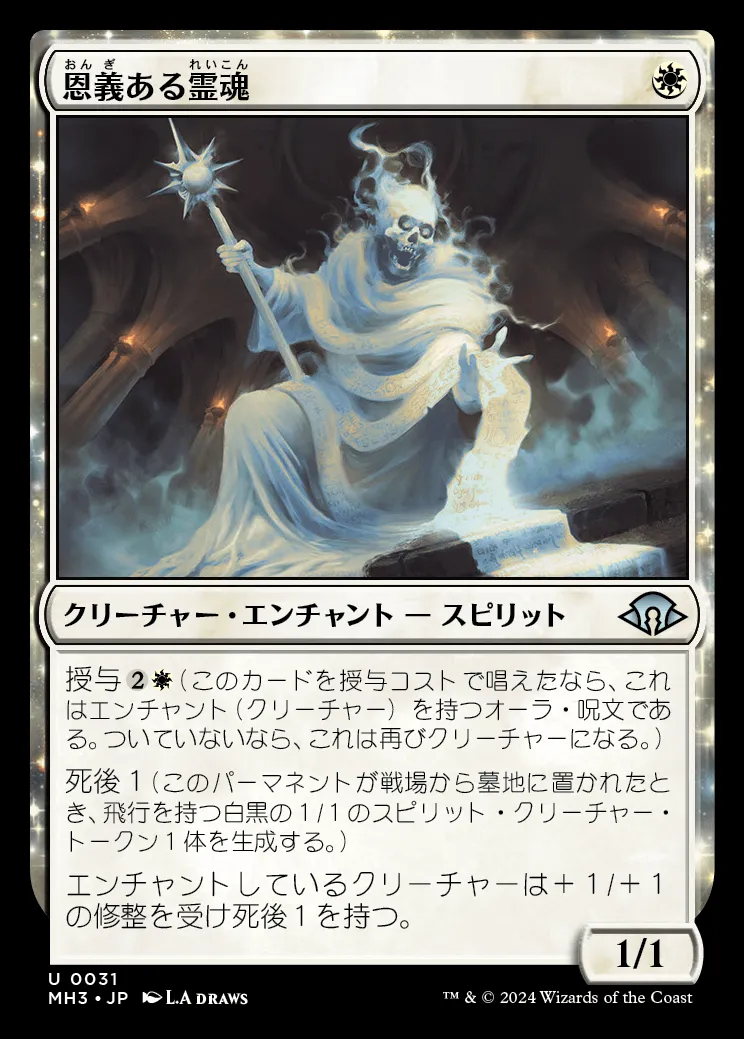 恩義ある霊魂
クリーチャー・エンチャント — スピリット
授与2(このカードを授与コストで唱えたなら、これ
はエンチャント(クリーチャー)を持つオーラ・呪文であ
る。ついていないなら、これは再びクリーチャーになる。)
死後1(このパーマネントが戦場から墓地に置かれたと
き、飛行を持つ白黒の1/1のスピリット・クリーチャー・
トークン1体を生成する。)
エンチャントしているクリーチャーは+1/+1
の修整を受け死後1を持つ。
1/1
U 0031
MH3・JP L.A DRAWS
™ & © 2024 Wizards of the Coast